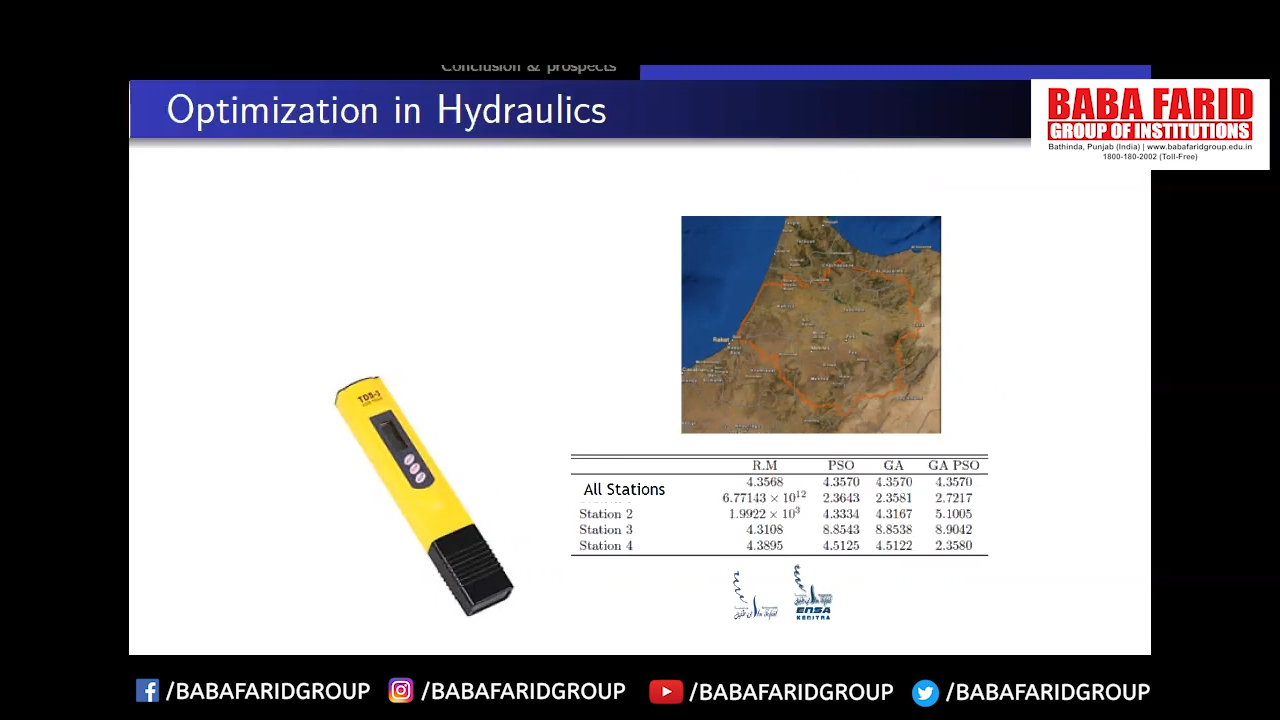 Conclusion & prospects
Optimization in Hydraulics
BABA FARID
GROUP OF INSTITUTIONS
Bathinda, Punjab (India) | www.babafaridgroup.edu.in
1800-180-2002 (Toll-Free)
Rabat
TDS-3
R.M PSO GA GA PSO
All Stations 4.3568 4.3570 4.3570 4.3570
6.77143 × 10¹² 2.3643 2.3581 2.7217
Station 2 1.9922 × 10³ 4.3334 4.3167 5.1005
Station 3 4.3108 8.8543 8.8538 8.9042
Station 4 4.3895 4.5125 4.5122 2.3580
ENSA
KENITRA
/BABAFARIDGROUP /BABAFARIDGROUP /BABAFARIDGROUP /BABAFARIDGROUP